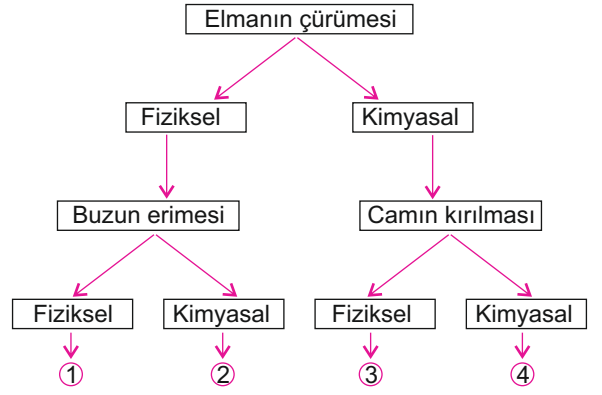 Elmanın çürümesi
Fiziksel Kimyasal
Buzun erimesi Camın kırılması
Fiziksel Kimyasal Fiziksel Kimyasal
1 2 3 4